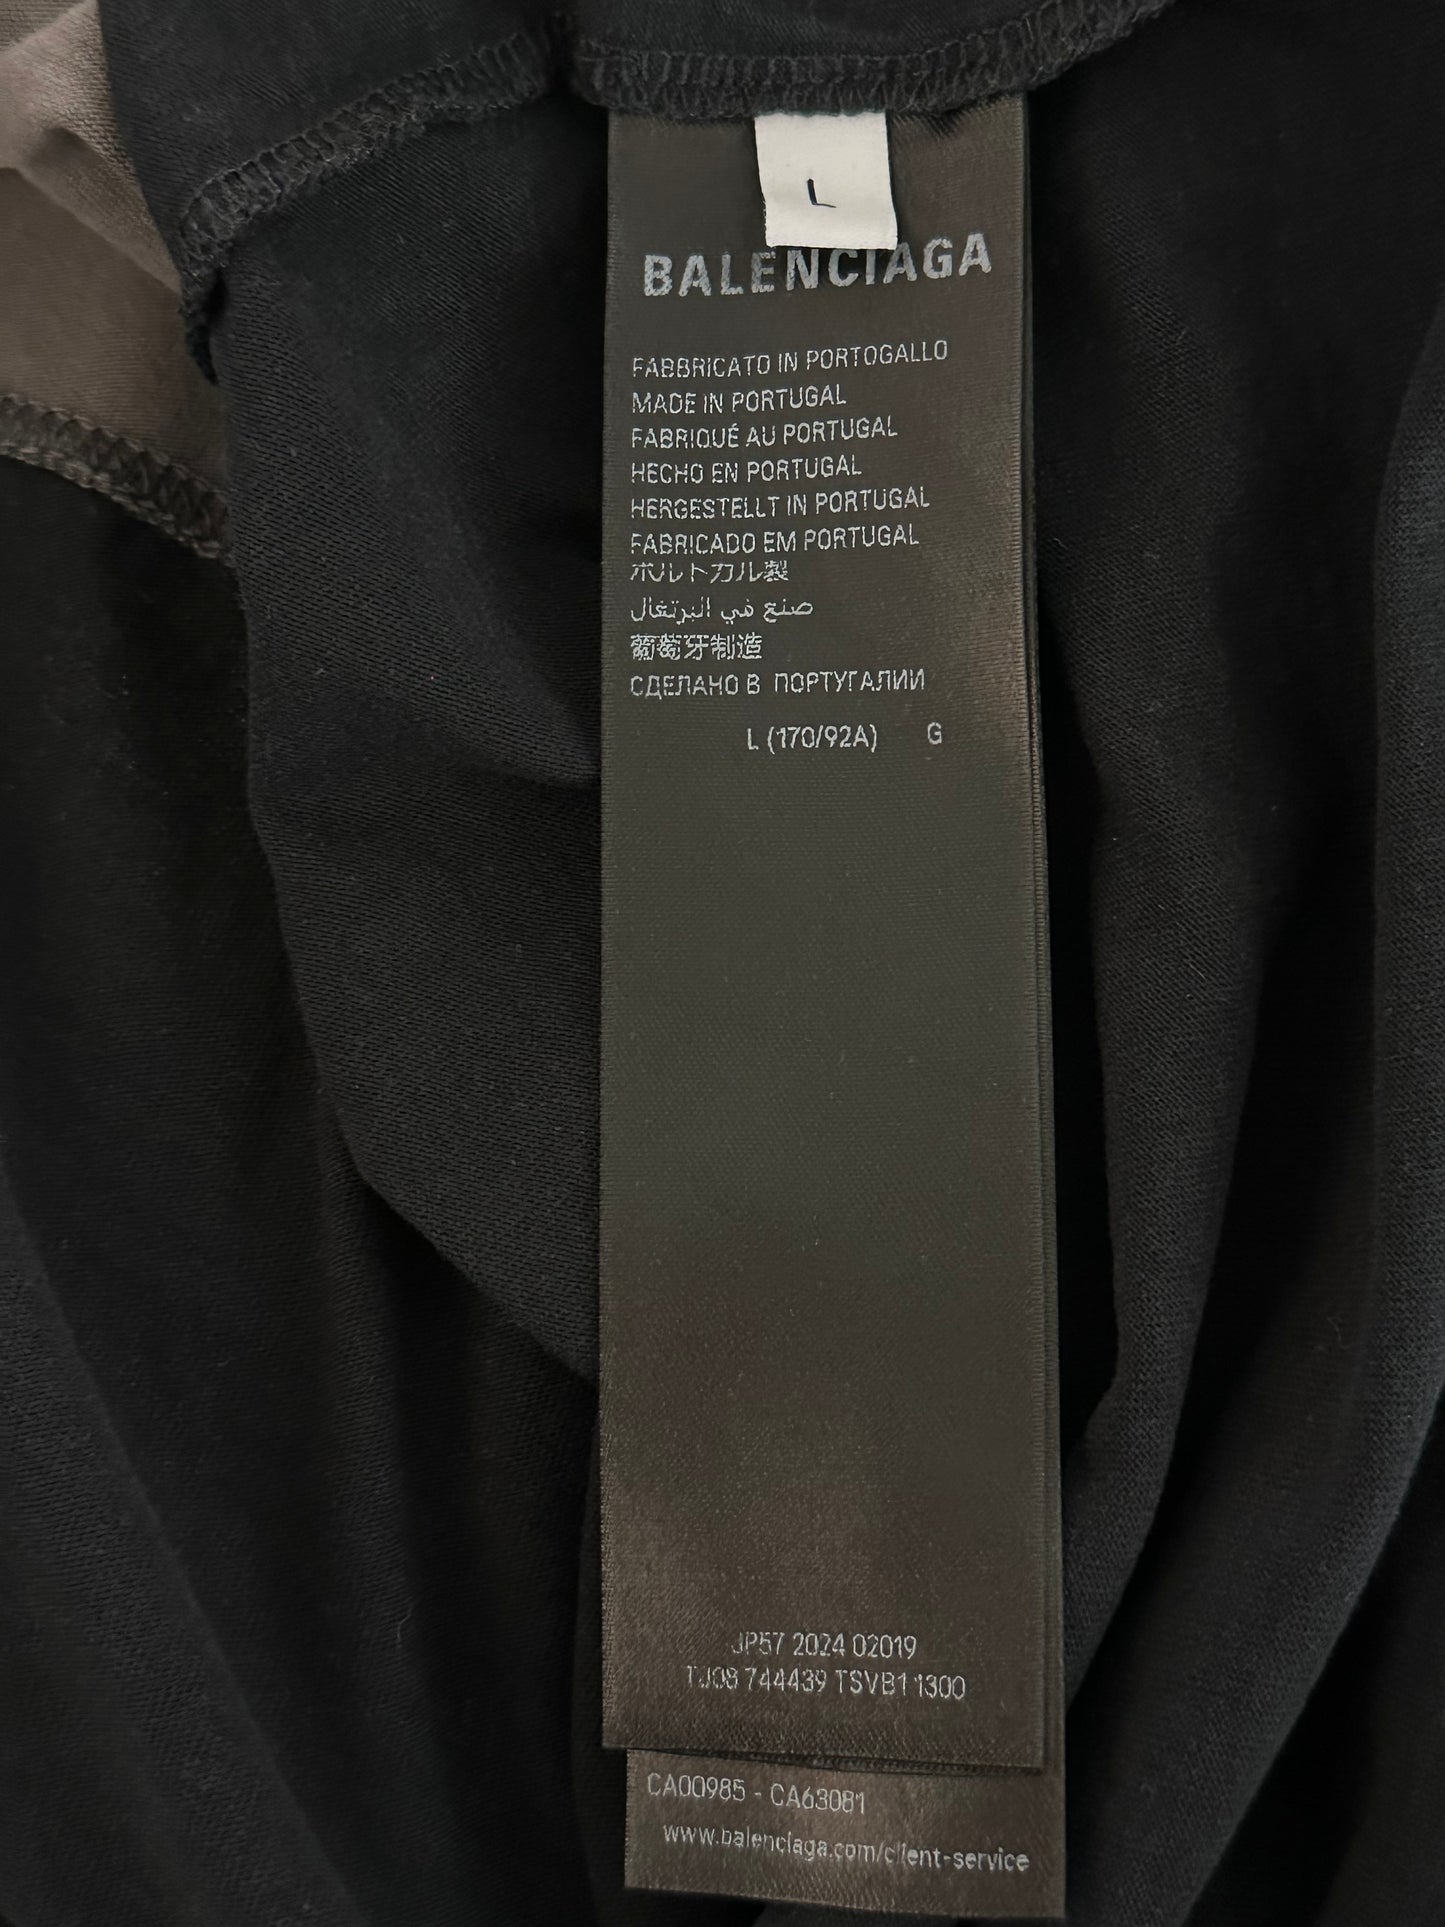 L
BALENCIAGA
FABBRICATO IN PORTOGALLO
MADE IN PORTUGAL
FABRIQUÉ AU PORTUGAL
HECHO EN PORTUGAL
HERGESTELLT IN PORTUGAL
FABRICADO EM PORTUGAL
ポルトガル製
صنع في البرتغال
葡萄牙制造
СДЕЛАНО В ПОРТУГАЛИИ
L (170/92A) G
JP57 2024 02019
TJ08 744439 TSVB1 1300
CA00985 - CA63081
www.balenciaga.com/client-service